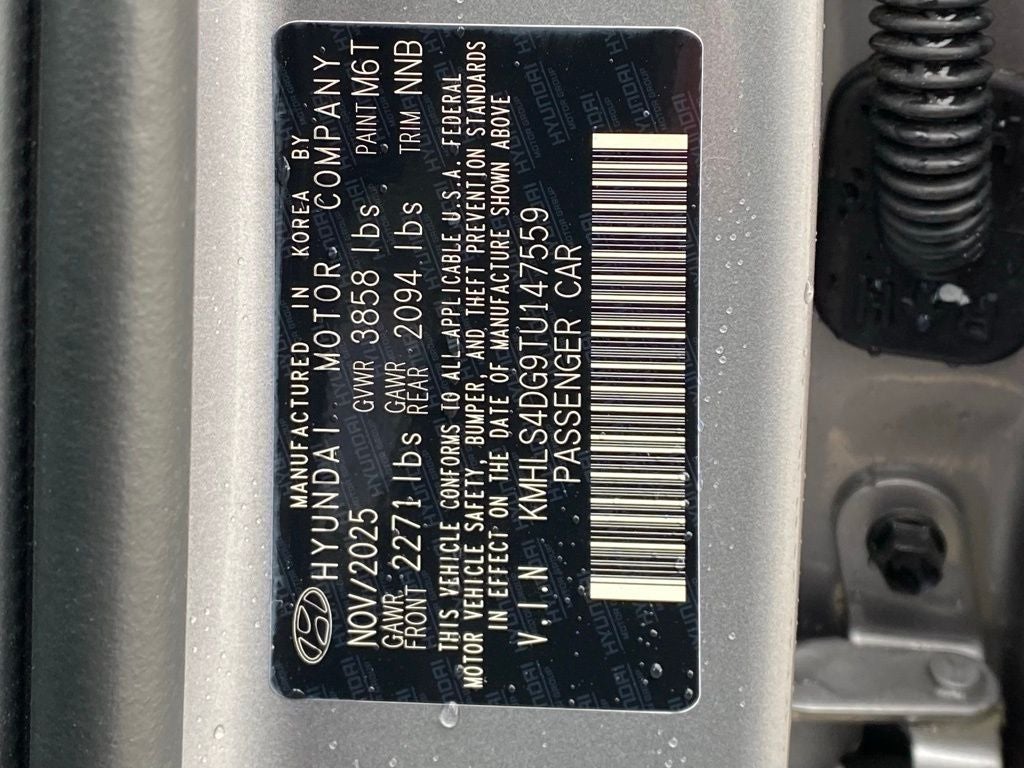 MANUFACTURED IN KOREA BY
HYUNDAI MOTOR COMPANY
NOV/2025 GVWR 3858 lbs PAINT M6T
GAWR FRONT 2271 lbs GAWR REAR 2094 lbs TRIM NNB
THIS VEHICLE CONFORMS TO ALL APPLICABLE U.S.A. FEDERAL
MOTOR VEHICLE SAFETY, BUMPER, AND THEFT PREVENTION STANDARDS
IN EFFECT ON THE DATE OF MANUFACTURE SHOWN ABOVE
V.I.N KMHLS4DG9TU147559
PASSENGER CAR